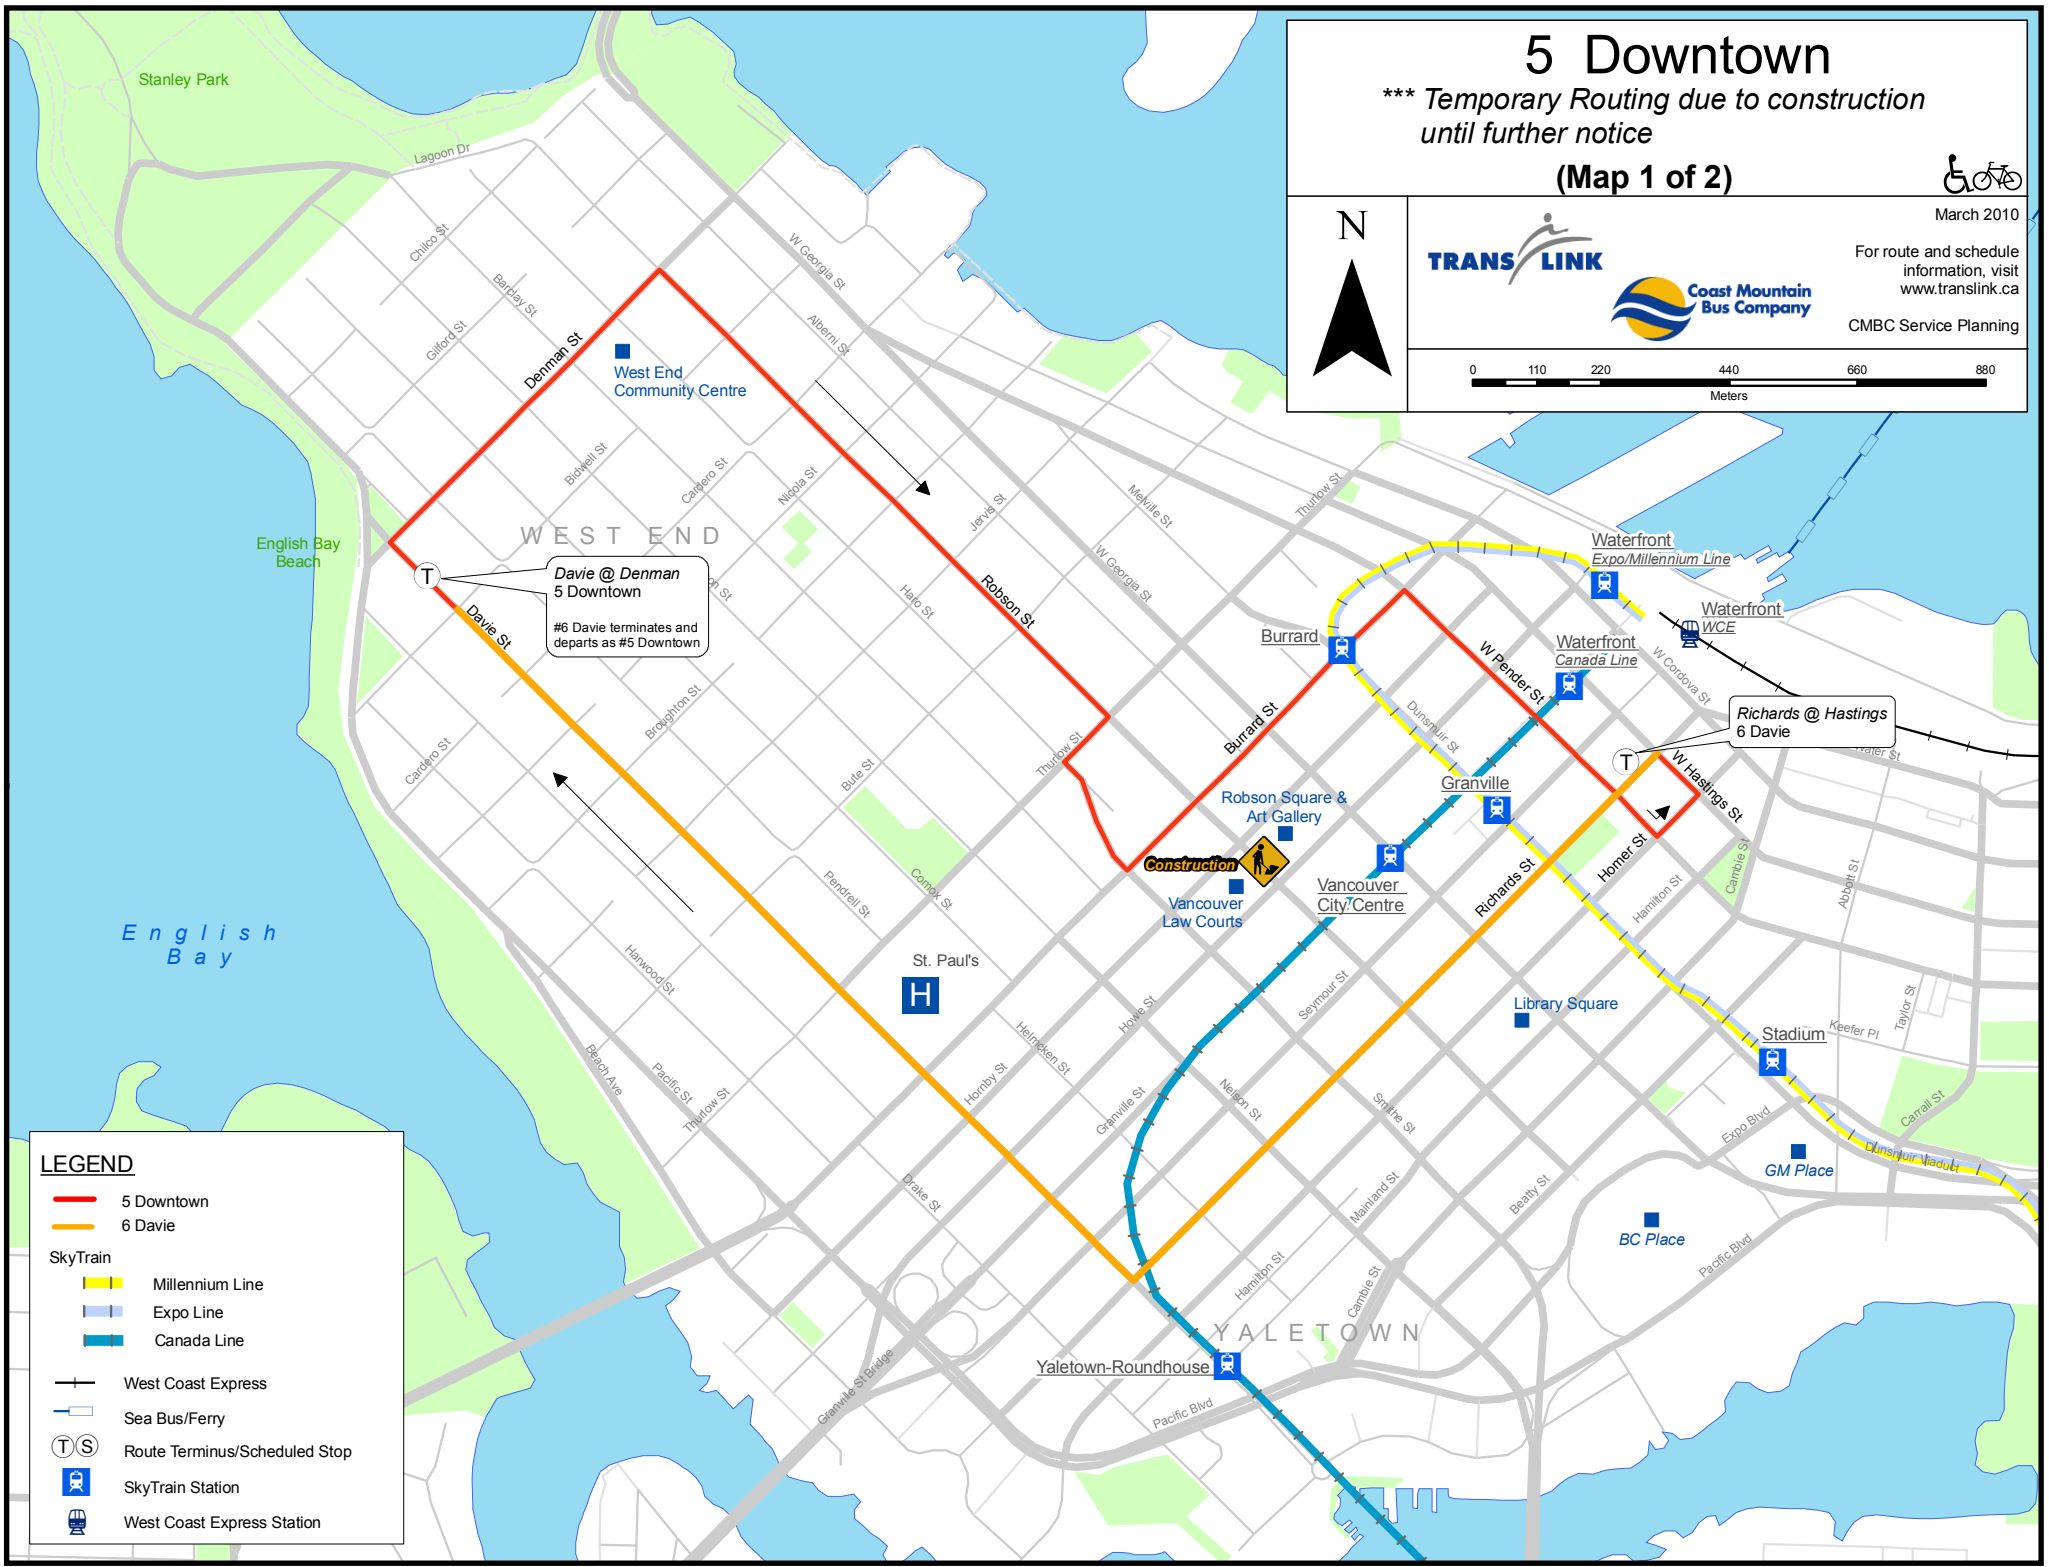 5 Downtown
*** Temporary Routing due to construction
until further notice
(Map 1 of 2)
N
TRANS LINK
Coast Mountain
Bus Company
March 2010
For route and schedule
information, visit
www.translink.ca
CMBC Service Planning
0 110 220 440 660 880
Meters
Stanley Park
Lagoon Dr
Chilco St
Barclay St
Gilford St
W Georgia St
Alberni St
Denman St
West End
Community Centre
Bidwell St
Cardero St
Nicola St
Jervis St
Melville St
Thurlow St
W Georgia St
WEST END
English Bay
Beach
T
Davie @ Denman
5 Downtown
#6 Davie terminates and
departs as #5 Downtown
Davie St
Haro St
Robson St
Waterfront
Expo/Millennium Line
Waterfront
WCE
Waterfront
Canada Line
Burrard
W Pender St
W Cordova St
Richards @ Hastings
6 Davie
Water St
T
W Hastings St
Broughton St
Cardero St
Bute St
Thurlow St
Burrard St
Dunsmuir St
Granville
Robson Square &
Art Gallery
Construction
Vancouver
Law Courts
Vancouver
City Centre
Richards St
Homer St
Hamilton St
Cambie St
Abbott St
Pendrell St
Comox St
St. Paul's
H
Harwood St
English
Bay
Howe St
Seymour St
Library Square
Stadium
Keefer Pl
Taylor St
Beach Ave
Pacific St
Thurlow St
Helmcken St
Hornby St
Granville St
Nelson St
Smithe St
Expo Blvd
Carrall St
Dunsmuir Viaduct
GM Place
BC Place
Drake St
Mainland St
Beatty St
Pacific Blvd
Hamilton St
Cambie St
YALETOWN
Yaletown-Roundhouse
Granville St Bridge
Pacific Blvd
LEGEND
5 Downtown
6 Davie
SkyTrain
Millennium Line
Expo Line
Canada Line
West Coast Express
Sea Bus/Ferry
T S Route Terminus/Scheduled Stop
SkyTrain Station
West Coast Express Station